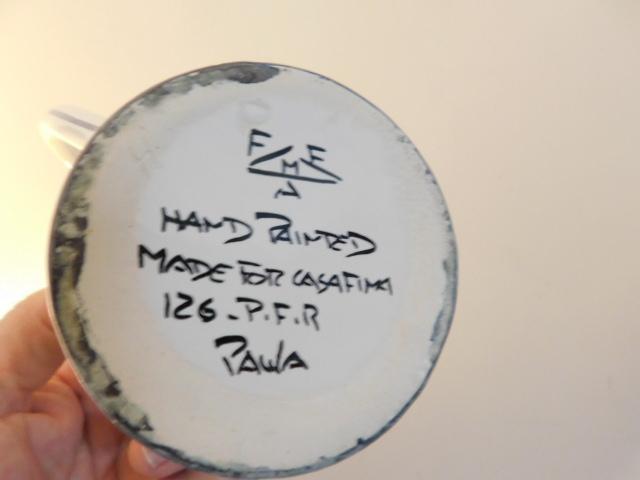 F M E
A
HAND PAINTED
MADE FOR CASAFINA
126-P.F.R
PAULA